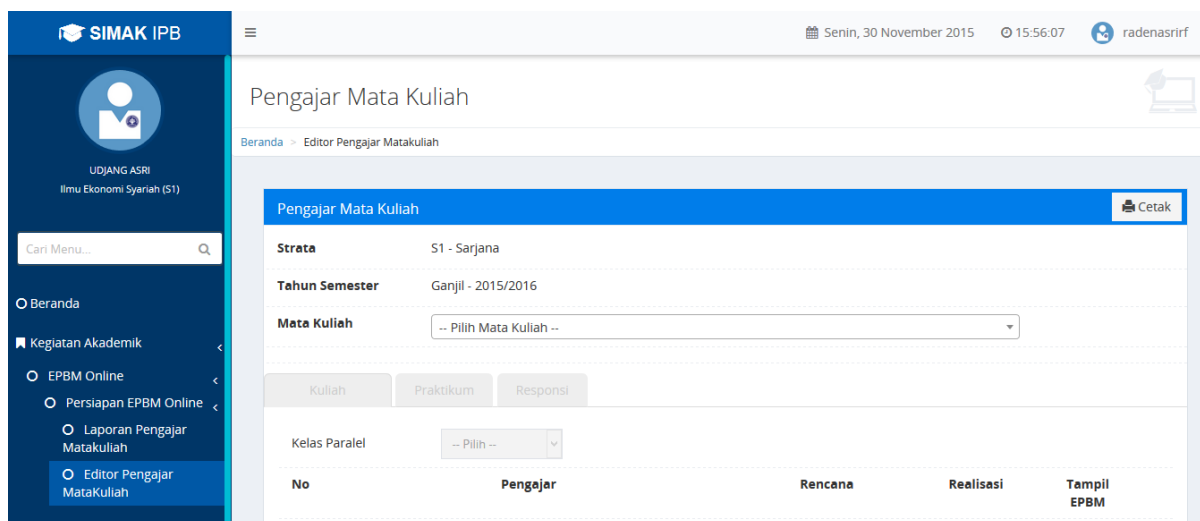 SIMAK IPB
Senin, 30 November 2015 15:56:07 radenasrirf
UDJANG ASRI
Ilmu Ekonomi Syariah (S1)
Cari Menu...
Beranda
Kegiatan Akademik
EPBM Online
Persiapan EPBM Online
Laporan Pengajar
Matakuliah
Editor Pengajar
MataKuliah
Pengajar Mata Kuliah
Beranda > Editor Pengajar Matakuliah
Pengajar Mata Kuliah Cetak
Strata S1 - Sarjana
Tahun Semester Ganjil - 2015/2016
Mata Kuliah -- Pilih Mata Kuliah --
Kuliah Praktikum Responsi
Kelas Paralel -- Pilih --
No Pengajar Rencana Realisasi Tampil
EPBM